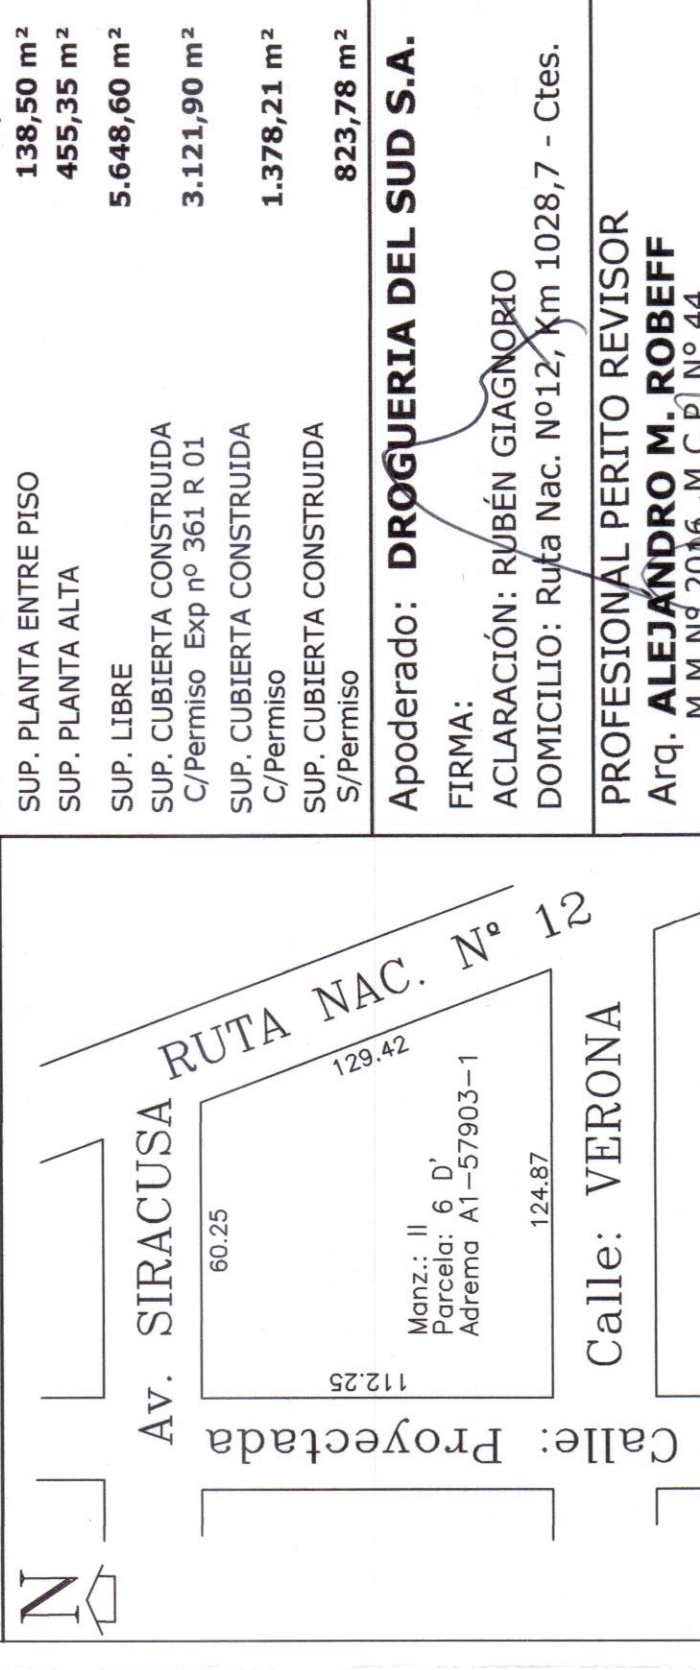 SUP. PLANTA ENTRE PISO 138,50 m²
SUP. PLANTA ALTA 455,35 m²
SUP. LIBRE 5.648,60 m²
SUP. CUBIERTA CONSTRUIDA
C/Permiso Exp nº 361 R 01 3.121,90 m²
SUP. CUBIERTA CONSTRUIDA
C/Permiso 1.378,21 m²
SUP. CUBIERTA CONSTRUIDA
S/Permiso 823,78 m²
Apoderado: DROGUERIA DEL SUD S.A.
FIRMA:
ACLARACIÓN: RUBÉN GIAGNORIO
DOMICILIO: Ruta Nac. Nº12, Km 1028,7 - Ctes.
PROFESIONAL PERITO REVISOR
Arq. ALEJANDRO M. ROBEFF
M.M.Nº 2016 M.C.P. Nº 44
N
Av. SIRACUSA
RUTA NAC. Nº 12
60.25
129.42
Manz.: II
Parcela: 6 D'
Adrema A1-57903-1
112.25
124.87
Calle: Proyectada
Calle: VERONA